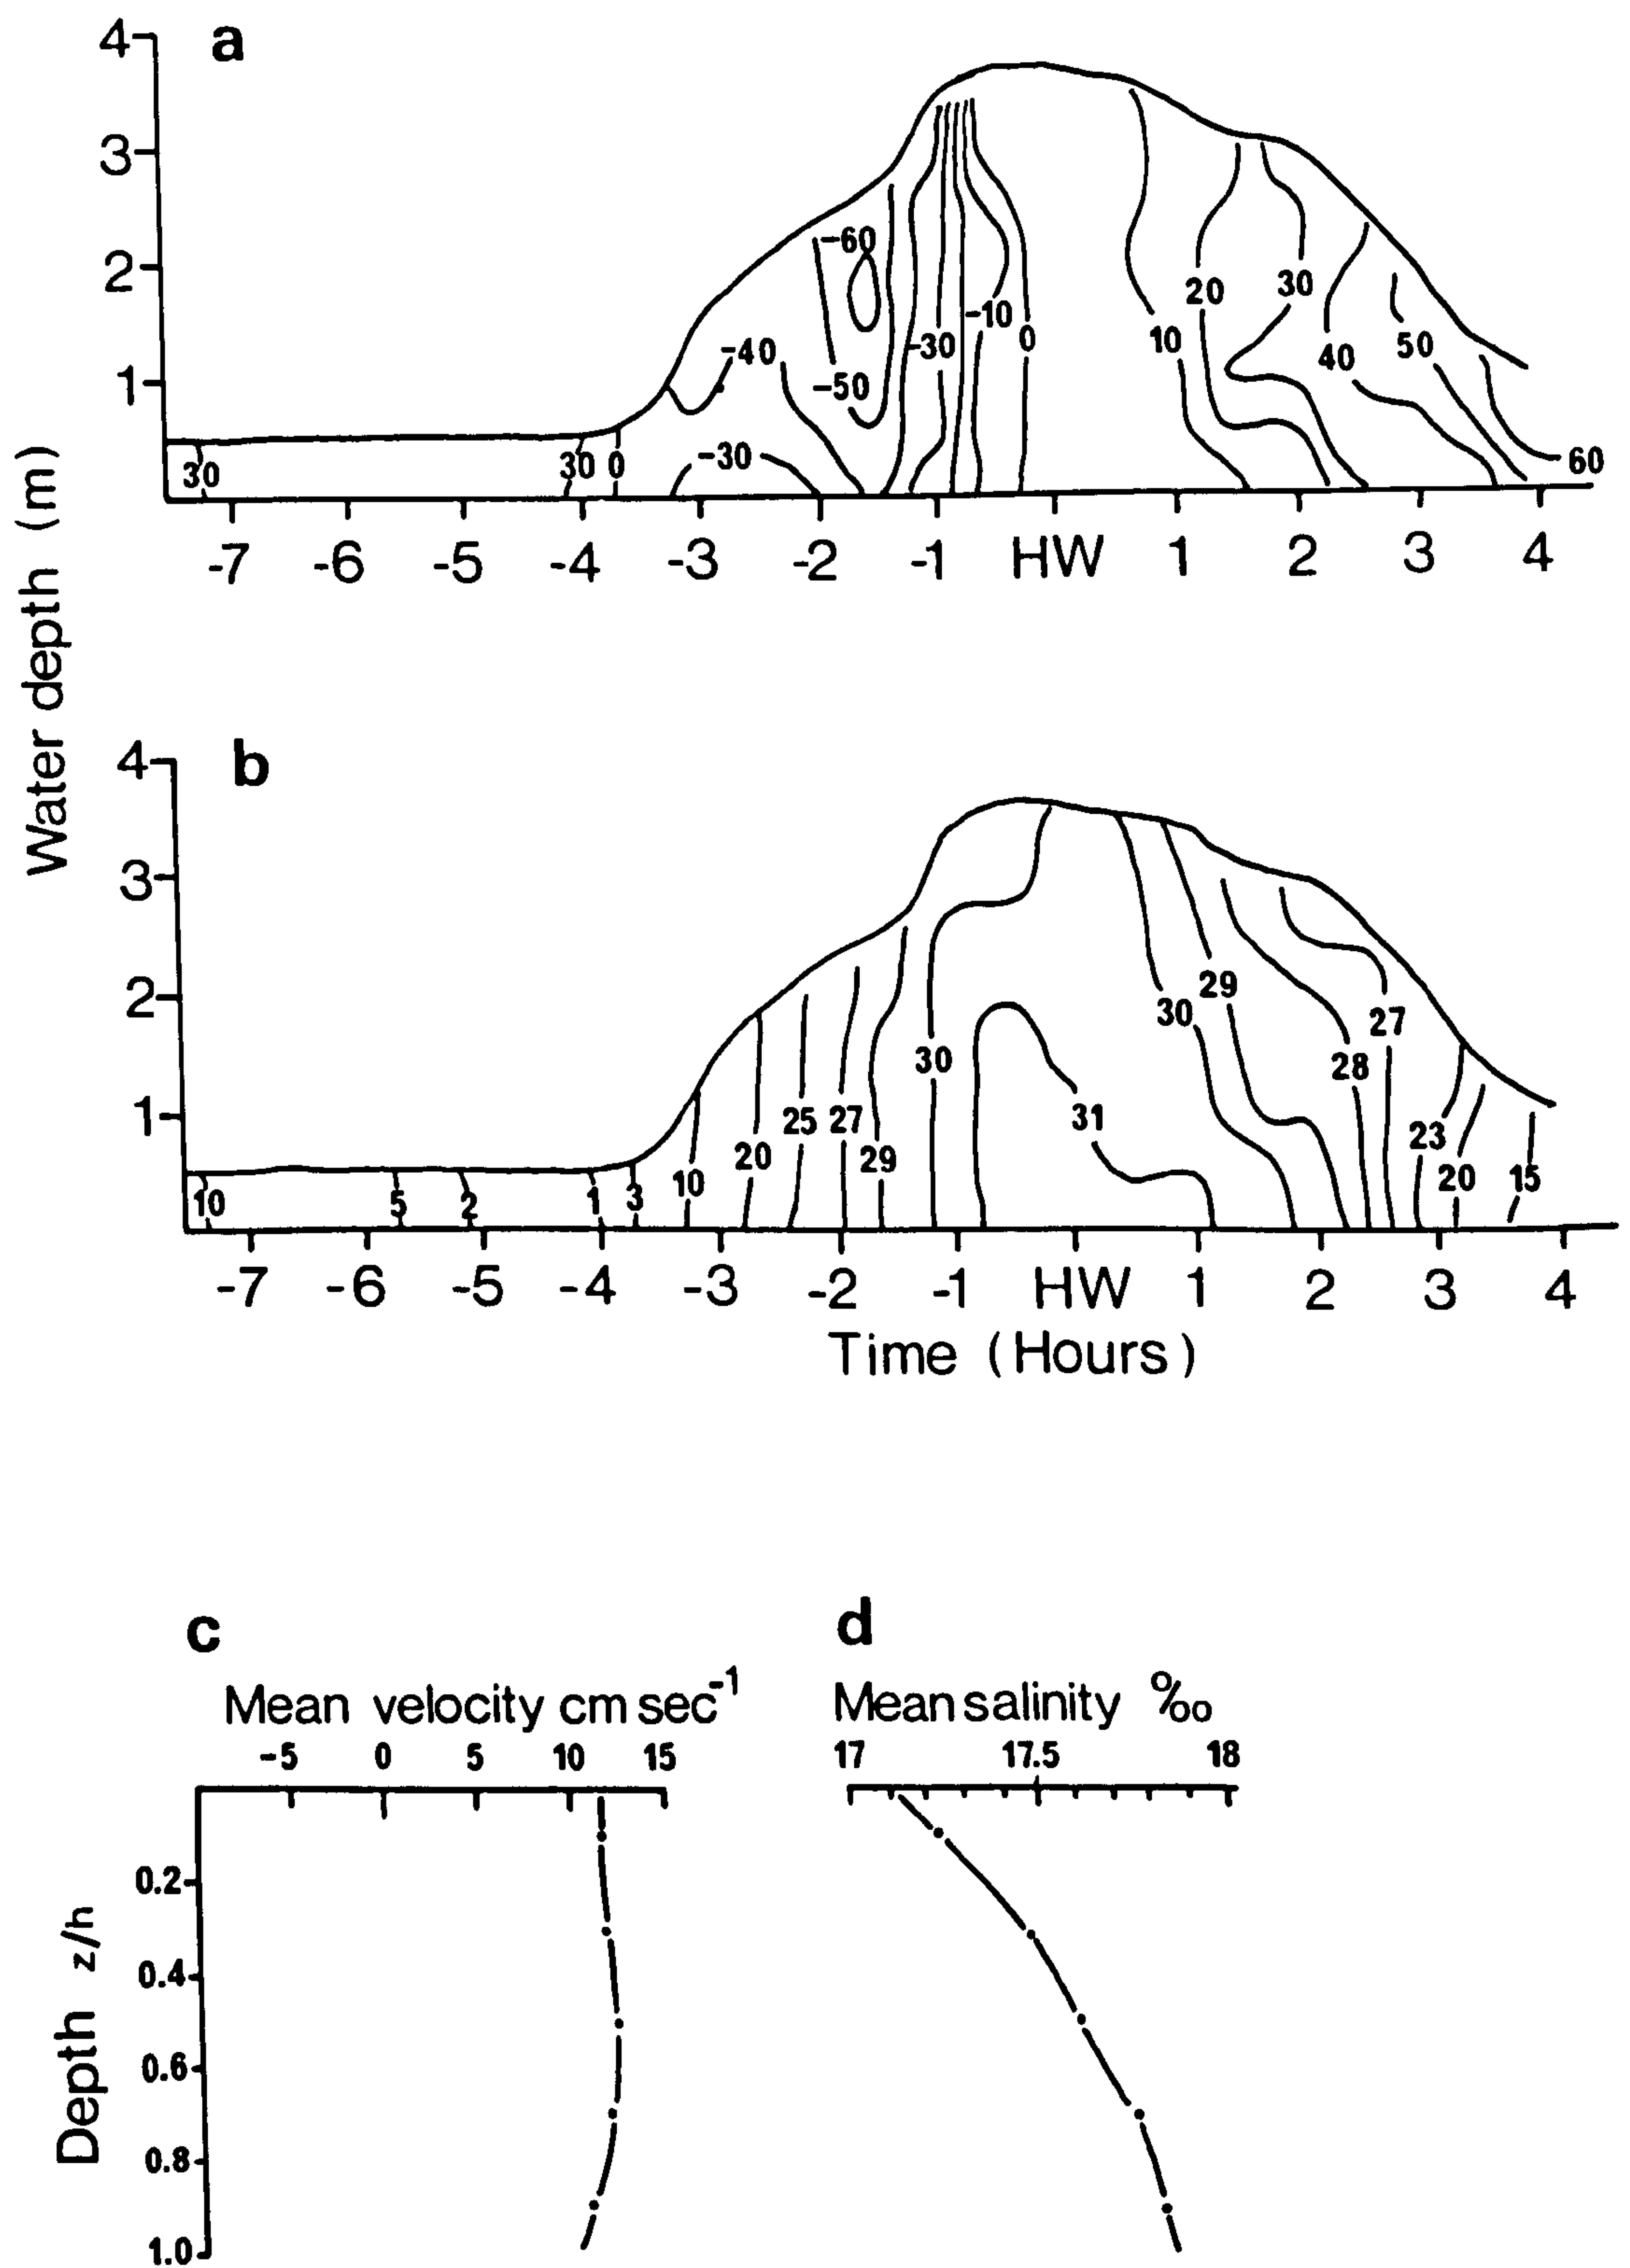 a
4
3
2
1
-60
-50
-40
-30
-30
-10
0
10
20
30
40
50
60
30
30 0
-7 -6 -5 -4 -3 -2 -1 HW 1 2 3 4
Water depth (m)
b
4
3
2
1
10 5 2 1 3 10 20 25 27 29 30 31 30 29 28 27 23 20 15
-7 -6 -5 -4 -3 -2 -1 HW 1 2 3 4
Time (Hours)
c
Mean velocity cm sec-1
-5 0 5 10 15
Depth z/h
0.2
0.4
0.6
0.8
1.0
d
Mean salinity ‰
17 17.5 18